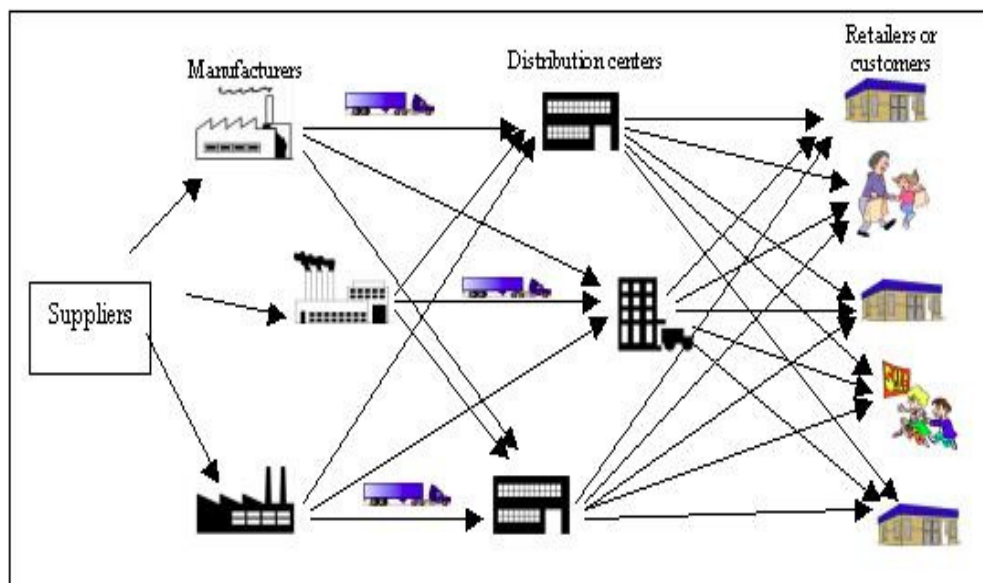 Manufacturers
Distribution centers
Retailers or
customers
Suppliers